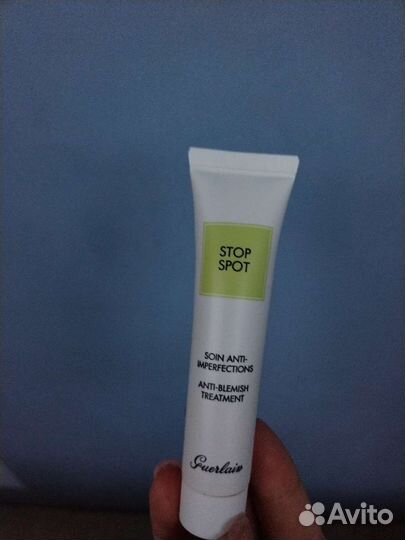 STOP
SPOT
SOIN ANTI-
IMPERFECTIONS
ANTI-BLEMISH
TREATMENT
Guerlain
Avito